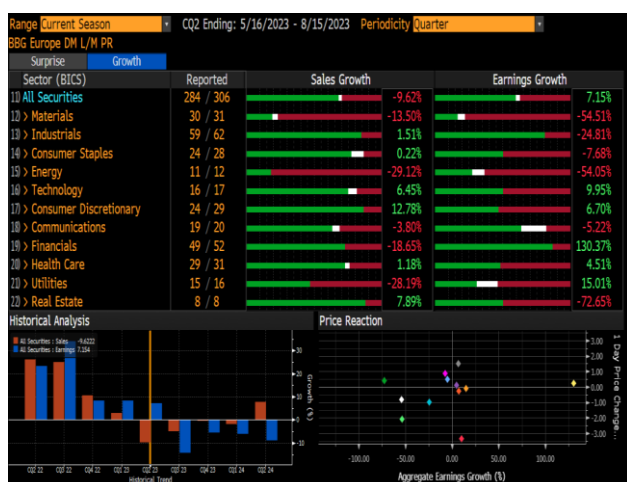 Range Current Season CQ2 Ending: 5/16/2023 - 8/15/2023 Periodicity Quarter
BBG Europe DM L/M PR
Surprise Growth
Sector (BICS) Reported Sales Growth Earnings Growth
11) All Securities 284 / 306 -9.62% 7.15%
12) > Materials 30 / 31 -13.50% -54.51%
13) > Industrials 59 / 62 1.51% -24.81%
14) > Consumer Staples 24 / 28 0.22% -7.68%
15) > Energy 11 / 12 -29.12% -54.05%
16) > Technology 16 / 17 6.45% 9.95%
17) > Consumer Discretionary 24 / 29 12.78% 6.70%
18) > Communications 19 / 20 -3.80% -5.22%
19) > Financials 49 / 52 -18.65% 130.37%
20) > Health Care 29 / 31 1.18% 4.51%
21) > Utilities 15 / 16 -28.19% 15.01%
22) > Real Estate 8 / 8 7.89% -72.65%
Historical Analysis Price Reaction
All Securities : Sales -9.6222
All Securities : Earnings 7.154
30
20
10
0
-10
Growth (%)
CQ2 22 CQ3 22 CQ4 22 CQ1 23 CQ2 23 CQ3 23 CQ4 23 CQ1 24 CQ2 24
Historical Trend
3.00
2.00
1.00
0.00
-1.00
-2.00
-3.00
1 Day Price Change...
-100.00 -50.00 0.00 50.00 100.00
Aggregate Earnings Growth (%)